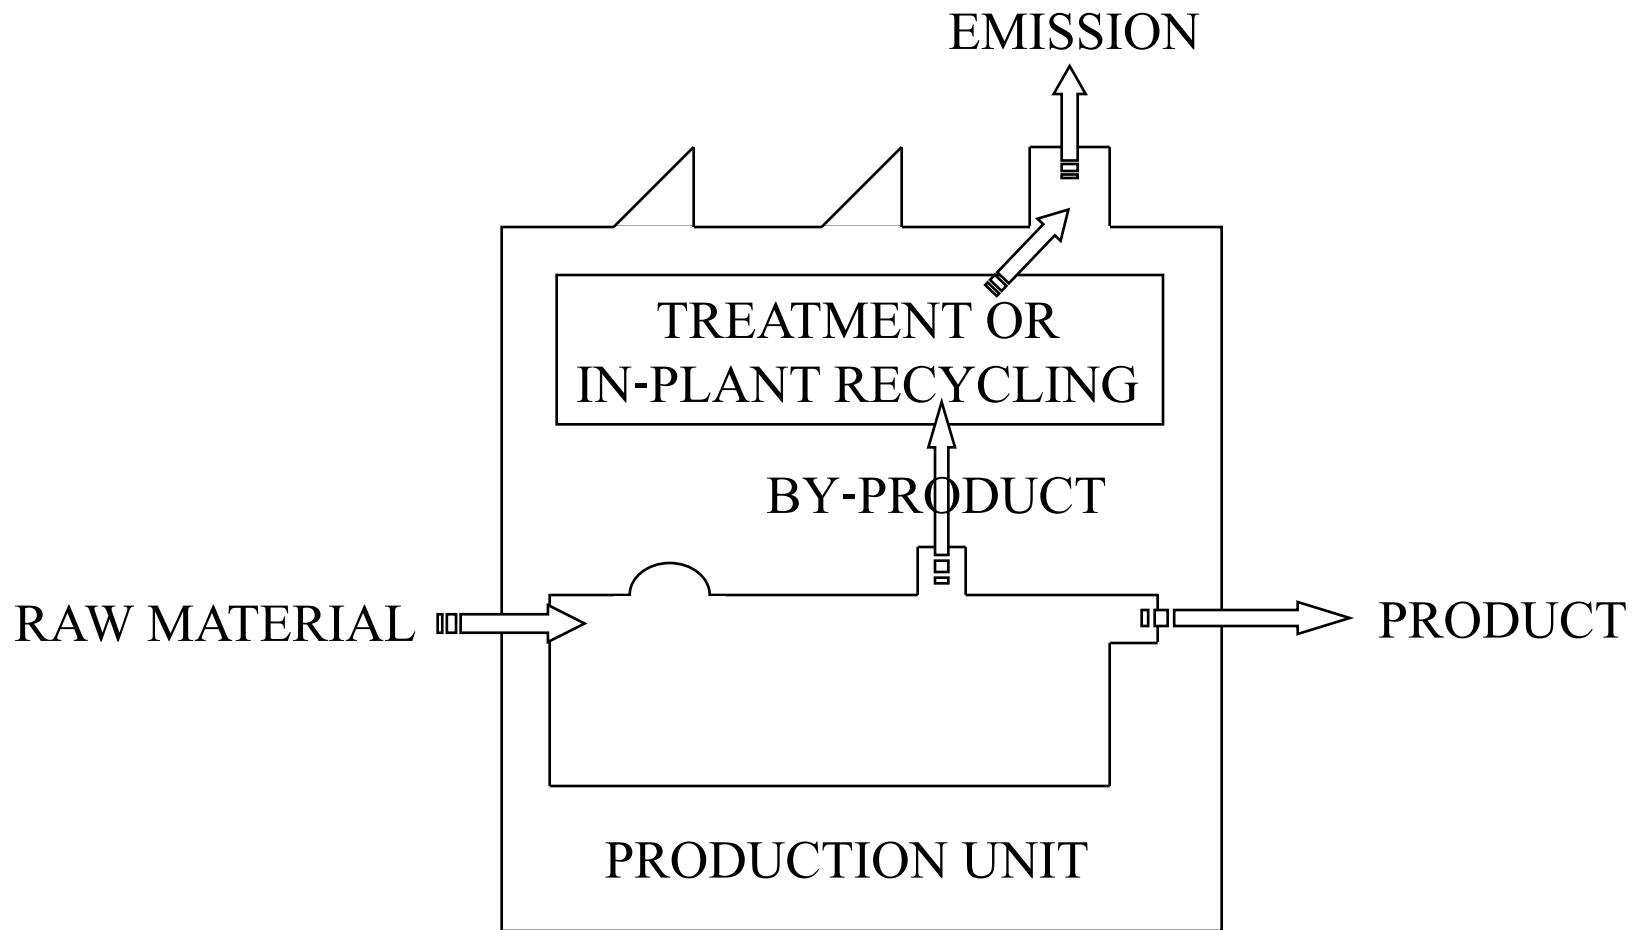 EMISSION
TREATMENT OR
IN-PLANT RECYCLING
BY-PRODUCT
RAW MATERIAL
PRODUCT
PRODUCTION UNIT